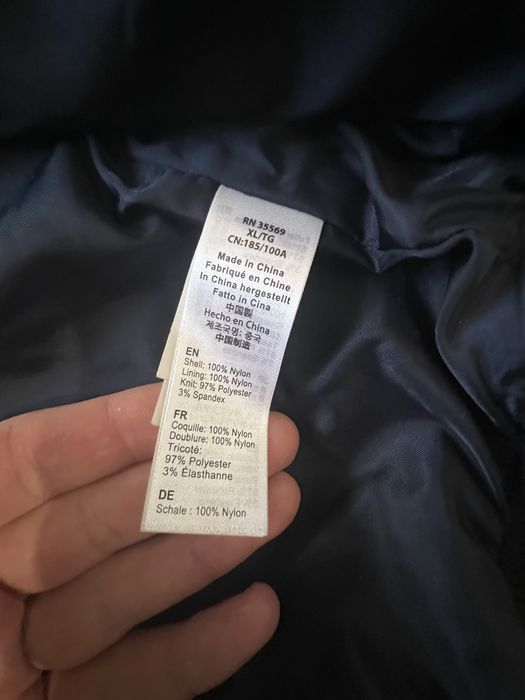 RN 35569
XL/TG
CN:185/100A
Made in China
Fabriqué en Chine
In China hergestellt
Fatto in Cina
中国製
Hecho en China
제조국명: 중국
中国制造
EN
Shell: 100% Nylon
Lining: 100% Nylon
Knit: 97% Polyester
3% Spandex
FR
Coquille: 100% Nylon
Doublure: 100% Nylon
Tricoté:
97% Polyester
3% Élasthanne
DE
Schale : 100% Nylon